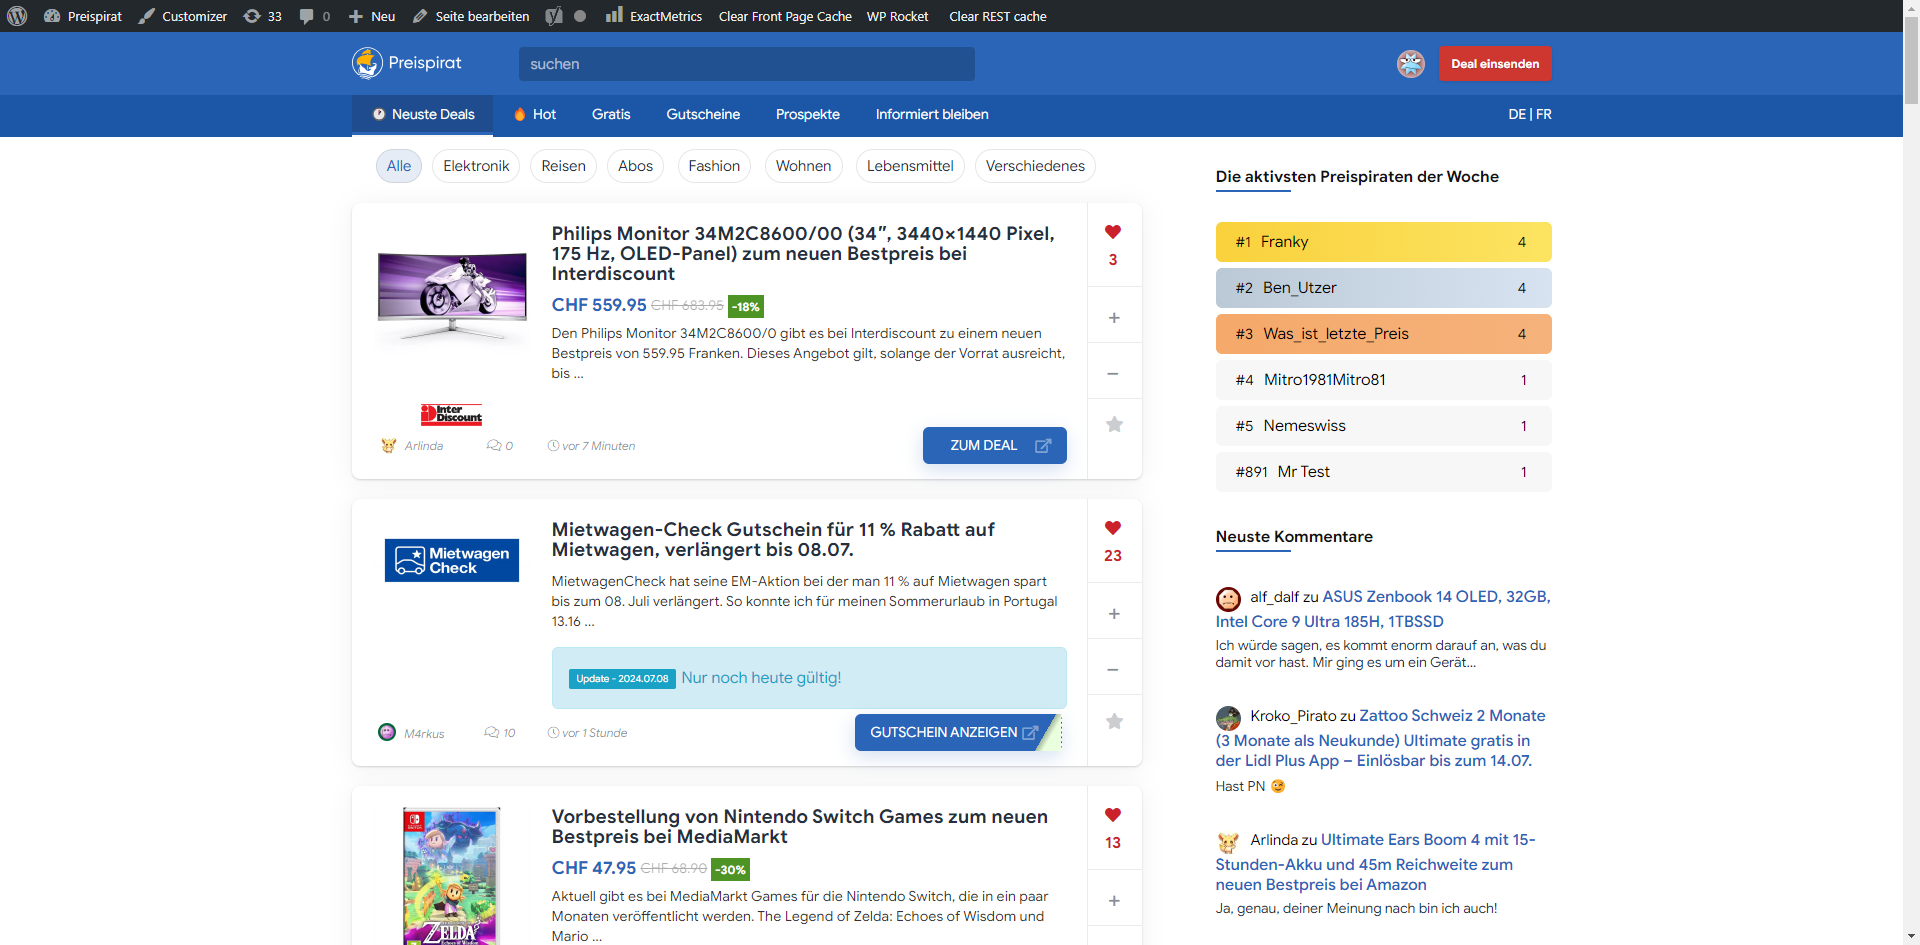 Preispirat
Customizer
33
0
Neu
Seite bearbeiten
ExactMetrics
Clear Front Page Cache
WP Rocket
Clear REST cache
Preispirat
suchen
Deal einsenden
Neuste Deals
Hot
Gratis
Gutscheine
Prospekte
Informiert bleiben
DE | FR
Alle
Elektronik
Reisen
Abos
Fashion
Wohnen
Lebensmittel
Verschiedenes
Philips Monitor 34M2C8600/00 (34″, 3440×1440 Pixel,
175 Hz, OLED-Panel) zum neuen Bestpreis bei
Interdiscount
CHF 559.95 CHF 683.95 -18%
Den Philips Monitor 34M2C8600/0 gibt es bei Interdiscount zu einem neuen
Bestpreis von 559.95 Franken. Dieses Angebot gilt, solange der Vorrat ausreicht,
bis ...
Inter
Discount
Arlinda
0
vor 7 Minuten
ZUM DEAL
3
+
−
Mietwagen
Check
Mietwagen-Check Gutschein für 11 % Rabatt auf
Mietwagen, verlängert bis 08.07.
MietwagenCheck hat seine EM-Aktion bei der man 11 % auf Mietwagen spart
bis zum 08. Juli verlängert. So konnte ich für meinen Sommerurlaub in Portugal
13.16 ...
Update - 2024.07.08 Nur noch heute gültig!
M4rkus
10
vor 1 Stunde
GUTSCHEIN ANZEIGEN
23
+
−
Vorbestellung von Nintendo Switch Games zum neuen
Bestpreis bei MediaMarkt
CHF 47.95 CHF 68.90 -30%
Aktuell gibt es bei MediaMarkt Games für die Nintendo Switch, die in ein paar
Monaten veröffentlicht werden. The Legend of Zelda: Echoes of Wisdom und
Mario ...
ZELDA
Echoes of Wisdom
13
+
Die aktivsten Preispiraten der Woche
#1 Franky 4
#2 Ben_Utzer 4
#3 Was_ist_letzte_Preis 4
#4 Mitro1981Mitro81 1
#5 Nemeswiss 1
#891 Mr Test 1
Neuste Kommentare
alf_dalf zu ASUS Zenbook 14 OLED, 32GB,
Intel Core 9 Ultra 185H, 1TBSSD
Ich würde sagen, es kommt enorm darauf an, was du
damit vor hast. Mir ging es um ein Gerät...
Kroko_Pirato zu Zattoo Schweiz 2 Monate
(3 Monate als Neukunde) Ultimate gratis in
der Lidl Plus App – Einlösbar bis zum 14.07.
Hast PN
Arlinda zu Ultimate Ears Boom 4 mit 15-
Stunden-Akku und 45m Reichweite zum
neuen Bestpreis bei Amazon
Ja, genau, deiner Meinung nach bin ich auch!